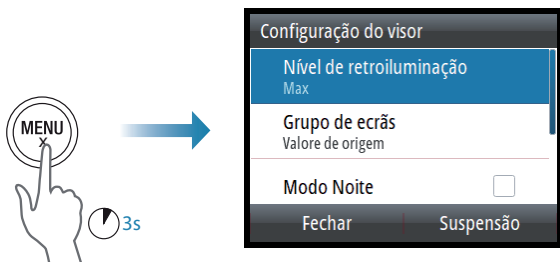 MENU
X
3s
Configuração do visor
Nível de retroiluminação
Max
Grupo de ecrãs
Valore de origem
Modo Noite
Fechar Suspensão